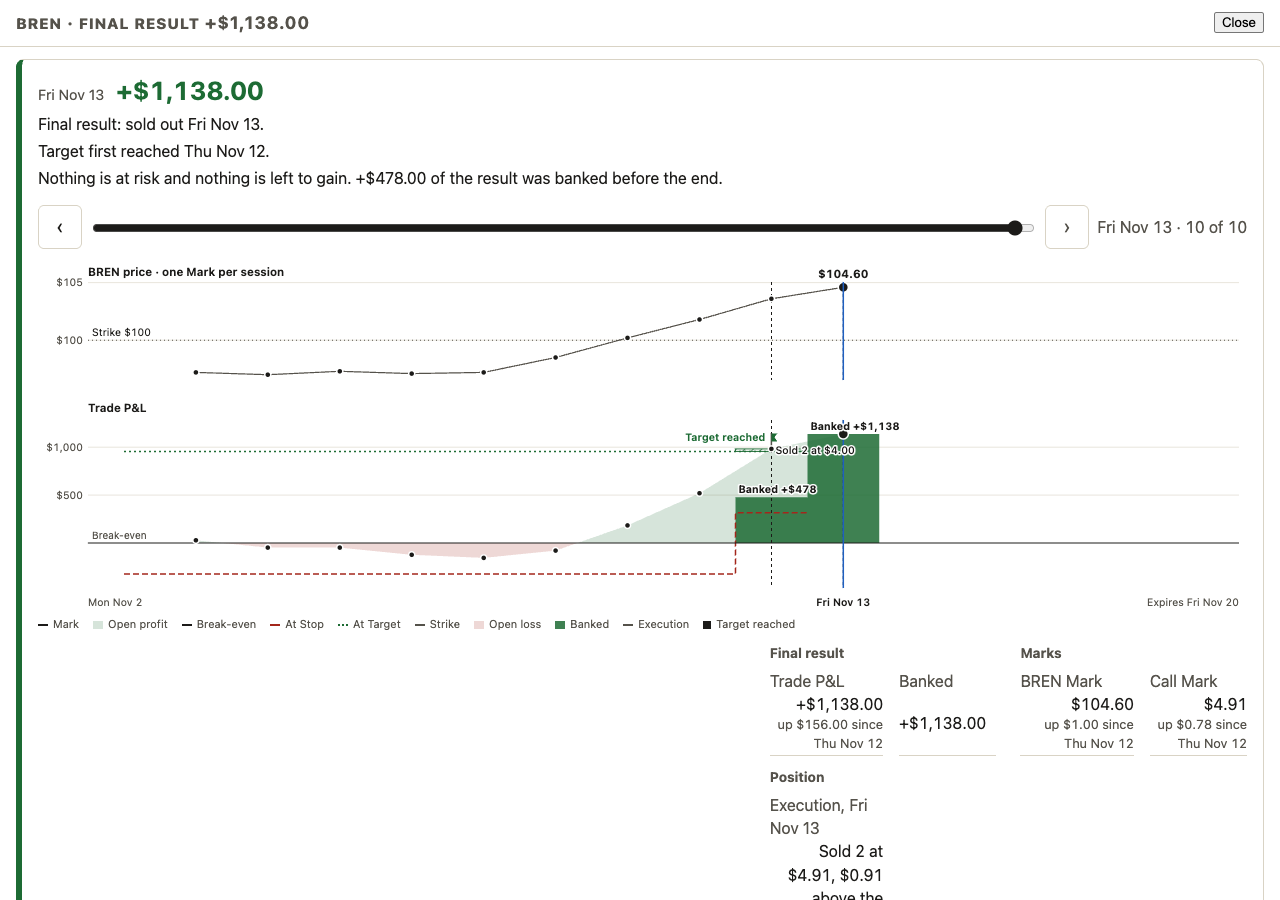 BREN · FINAL RESULT +$1,138.00
Close
Fri Nov 13 +$1,138.00
Final result: sold out Fri Nov 13.
Target first reached Thu Nov 12.
Nothing is at risk and nothing is left to gain. +$478.00 of the result was banked before the end.
‹
›
Fri Nov 13 · 10 of 10
BREN price · one Mark per session
$104.60
$105
Strike $100
$100
Trade P&L
Banked +$1,138
Target reached
$1,000
Sold 2 at $4.00
Banked +$478
$500
Break-even
Mon Nov 2
Fri Nov 13
Expires Fri Nov 20
Mark Open profit Break-even At Stop At Target Strike Open loss Banked Execution Target reached
Final result
Trade P&L
+$1,138.00
up $156.00 since
Thu Nov 12
Banked
+$1,138.00
Marks
BREN Mark
$104.60
up $1.00 since
Thu Nov 12
Call Mark
$4.91
up $0.78 since
Thu Nov 12
Position
Execution, Fri
Nov 13
Sold 2 at
$4.91, $0.91
above the